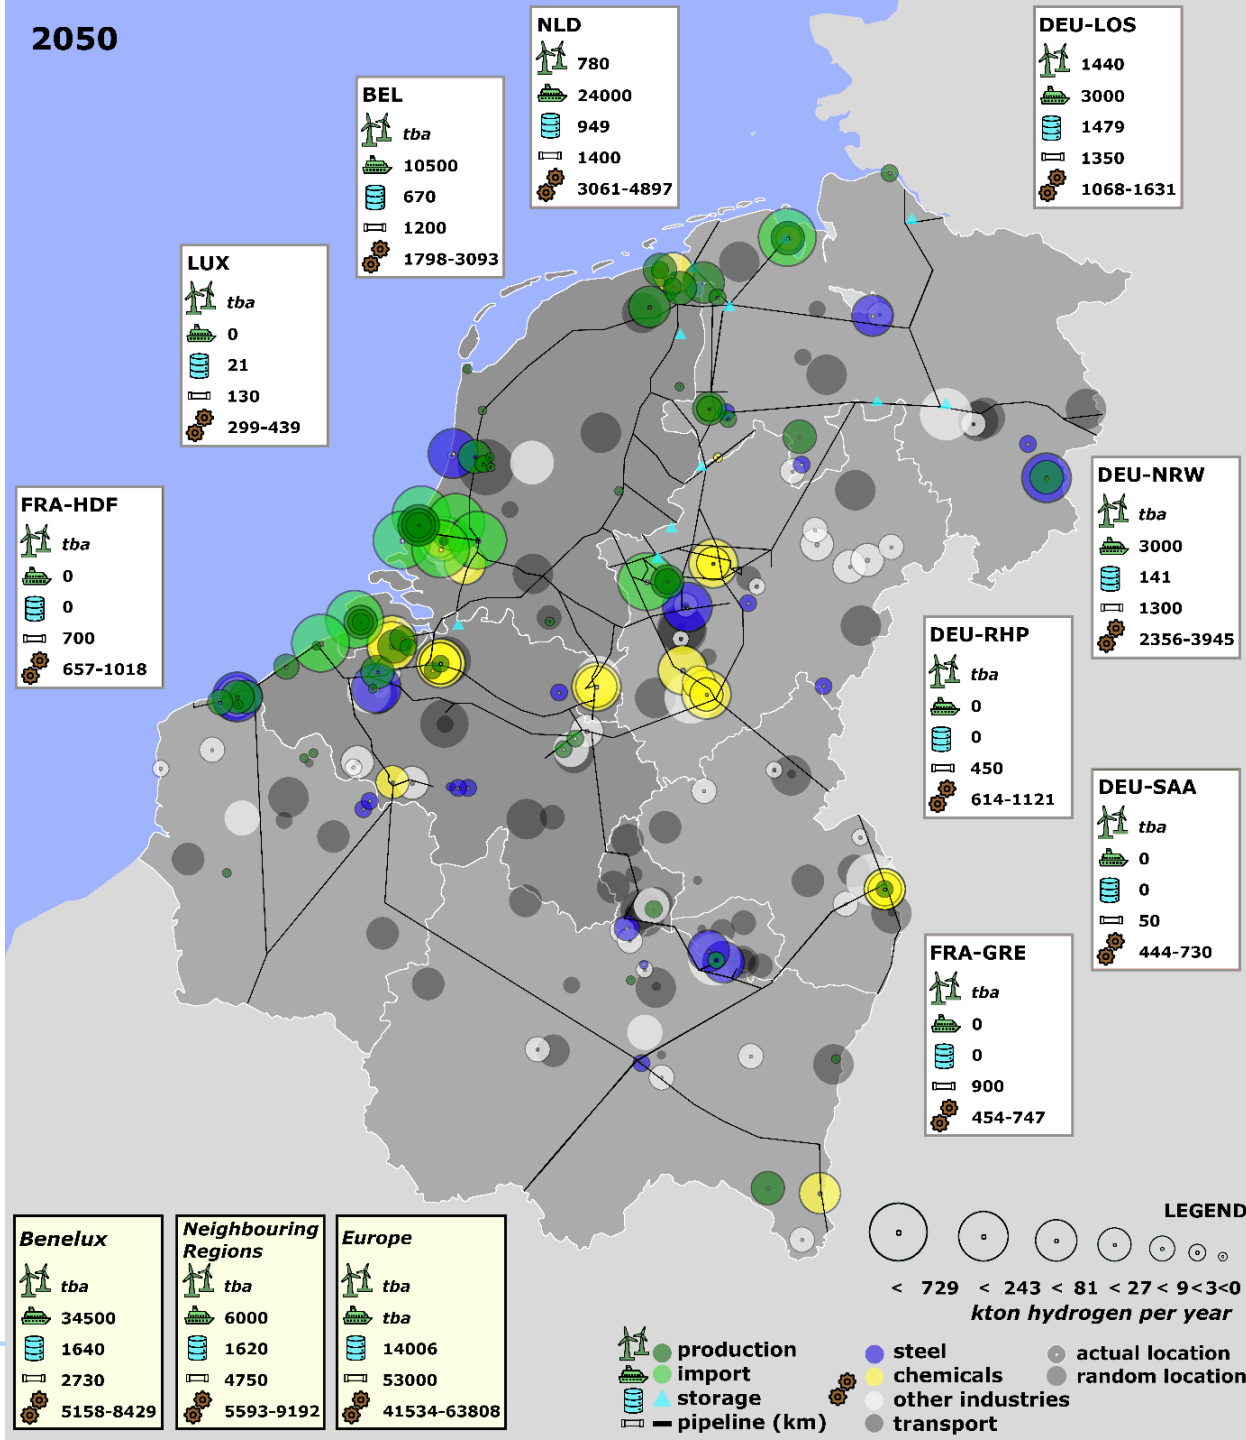 2050
NLD
780
24000
949
1400
3061-4897
DEU-LOS
1440
3000
1479
1350
1068-1631
BEL
tba
10500
670
1200
1798-3093
LUX
tba
0
21
130
299-439
FRA-HDF
tba
0
0
700
657-1018
DEU-NRW
tba
3000
141
1300
2356-3945
DEU-RHP
tba
0
0
450
614-1121
DEU-SAA
tba
0
0
50
444-730
FRA-GRE
tba
0
0
900
454-747
Benelux
tba
34500
1640
2730
5158-8429
Neighbouring
Regions
tba
6000
1620
4750
5593-9192
Europe
tba
tba
14006
53000
41534-63808
LEGEND
< 729 < 243 < 81 < 27 < 9 <3<0
kton hydrogen per year
production
import
storage
pipeline (km)
steel
chemicals
other industries
transport
actual location
random location